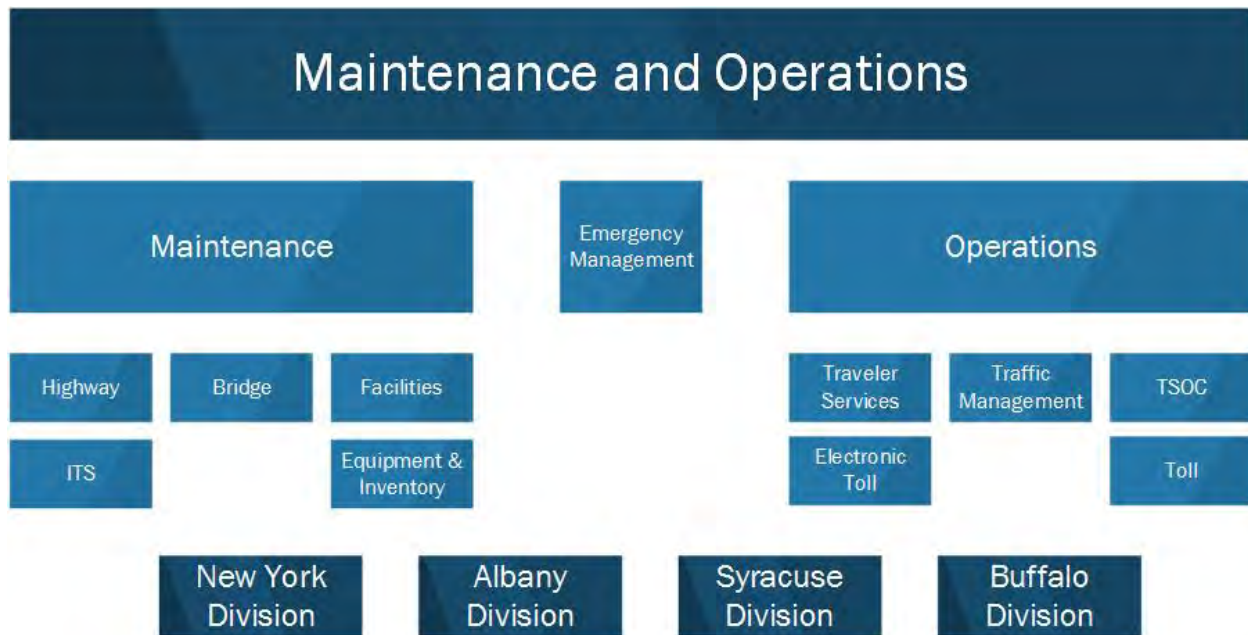 Maintenance and Operations
Maintenance
Emergency
Management
Operations
Highway
Bridge
Facilities
Traveler
Services
Traffic
Management
TSOC
ITS
Equipment &
Inventory
Electronic
Toll
Toll
New York
Division
Albany
Division
Syracuse
Division
Buffalo
Division